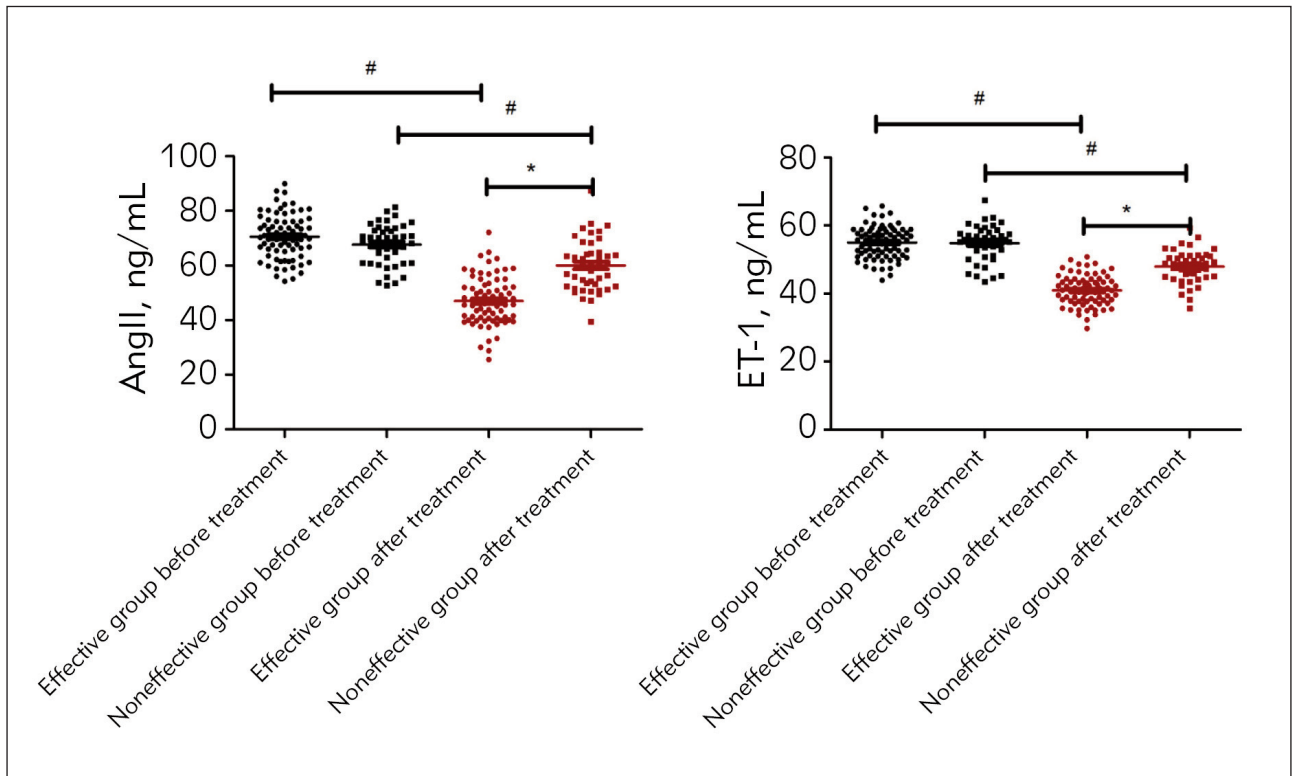 #
#
*
100
80
60
40
20
0
AngII, ng/mL
Effective group before treatment
Noneffective group before treatment
Effective group after treatment
Noneffective group after treatment
#
#
*
80
60
40
20
0
ET-1, ng/mL
Effective group before treatment
Noneffective group before treatment
Effective group after treatment
Noneffective group after treatment